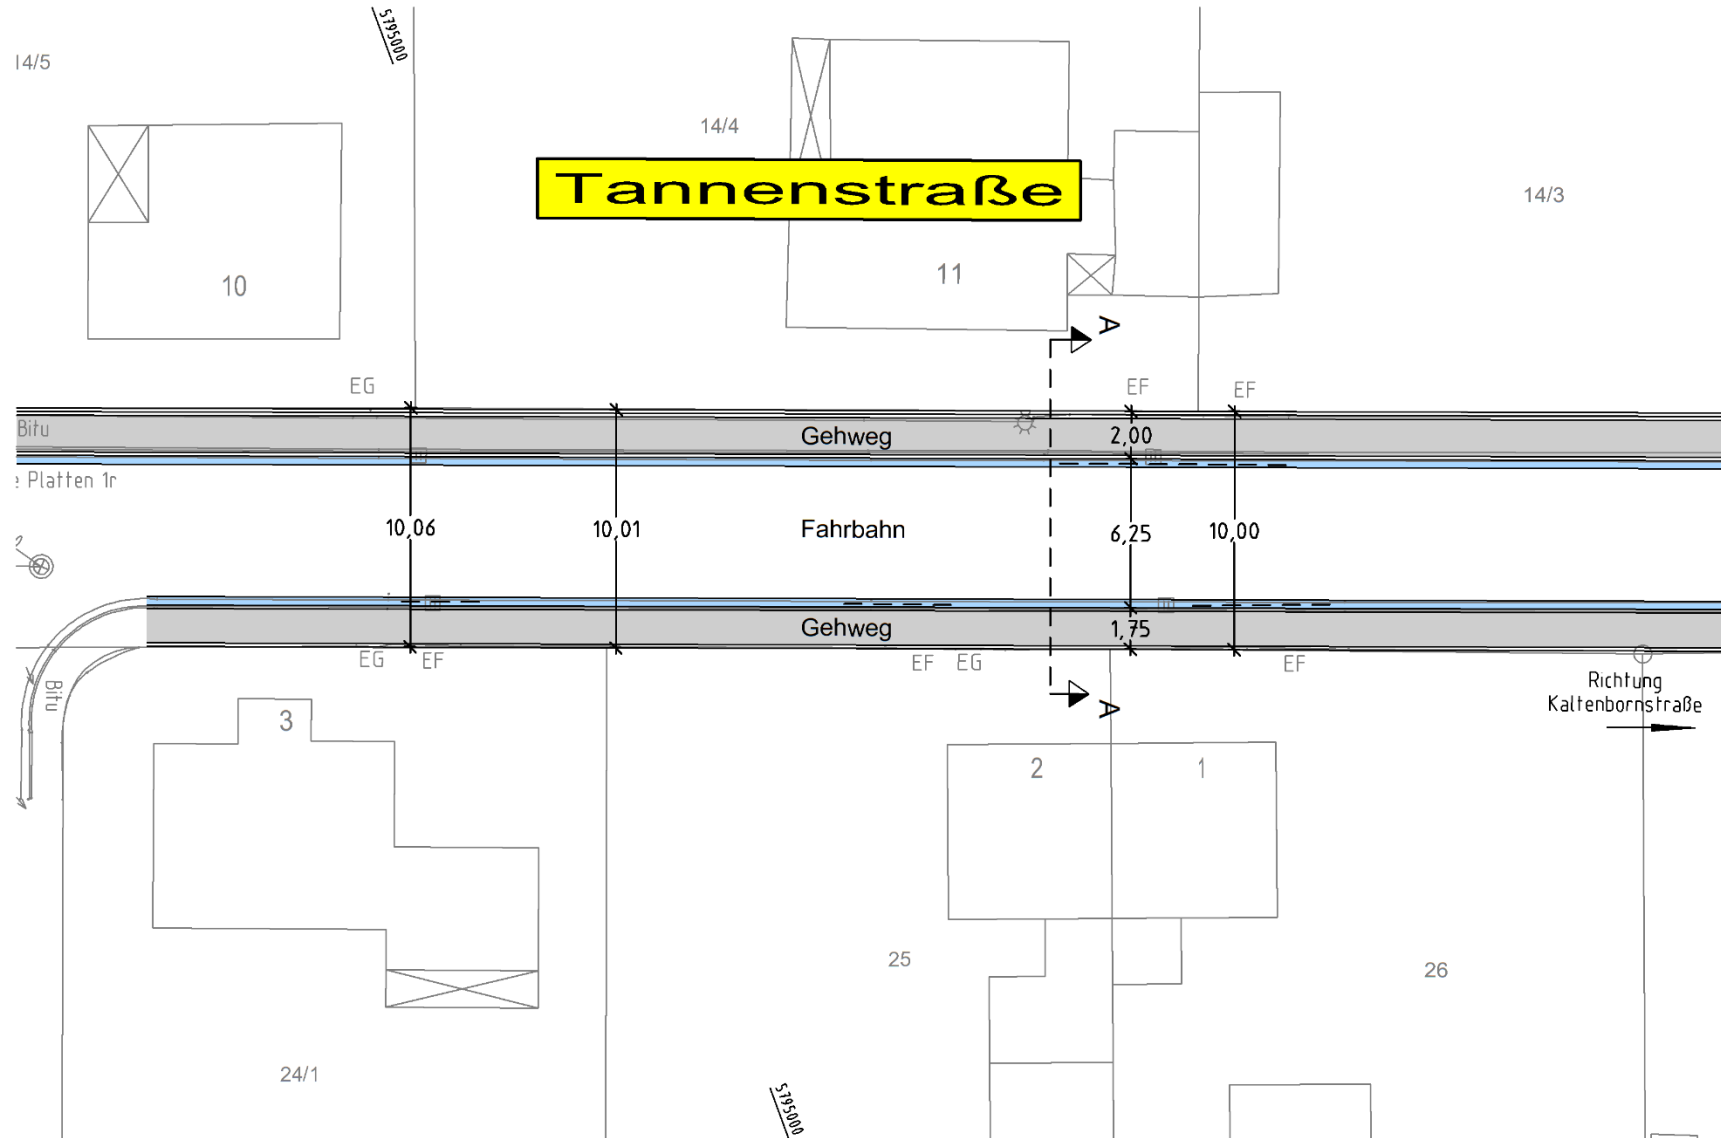 5795000
14/5
14/4
Tannenstraße
14/3
10
11
A
EG
EF
EF
Bitu
Gehweg
2,00
e Platten 1r
10,06
10,01
Fahrbahn
6,25
10,00
Gehweg
1,75
EG
EF
EF
EG
EF
Bitu
A
Richtung
Kaltenbornstraße
3
2
1
25
26
24/1
5795000